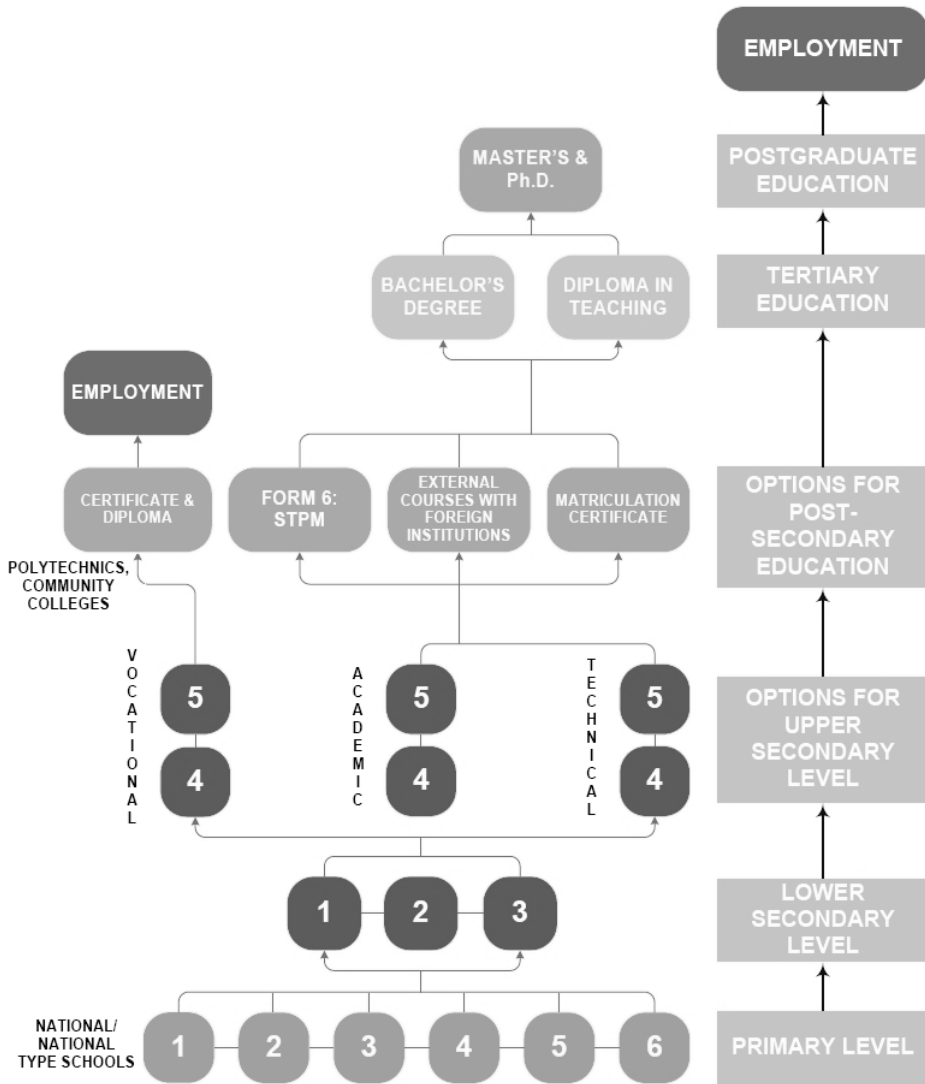 EMPLOYMENT
MASTER'S &
Ph.D.
POSTGRADUATE
EDUCATION
BACHELOR'S
DEGREE
DIPLOMA IN
TEACHING
TERTIARY
EDUCATION
EMPLOYMENT
CERTIFICATE &
DIPLOMA
FORM 6:
STPM
EXTERNAL
COURSES WITH
FOREIGN
INSTITUTIONS
MATRICULATION
CERTIFICATE
OPTIONS FOR
POST-
SECONDARY
EDUCATION
POLYTECHNICS,
COMMUNITY
COLLEGES
VOCATIONAL
5
4
ACADEMIC
5
4
TECHNICAL
5
4
OPTIONS FOR
UPPER
SECONDARY
LEVEL
1 2 3
LOWER
SECONDARY
LEVEL
NATIONAL/
NATIONAL
TYPE SCHOOLS
1 2 3 4 5 6
PRIMARY LEVEL